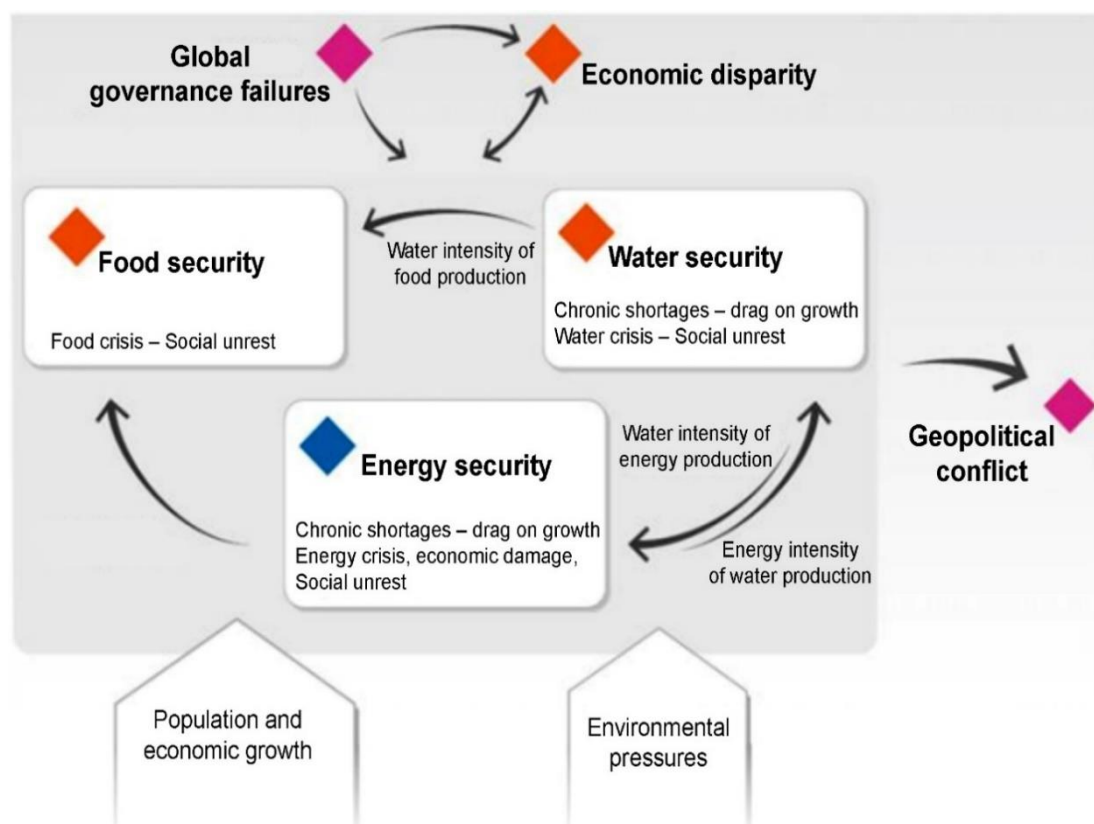 Global
governance failures
Economic disparity
Food security
Food crisis – Social unrest
Water intensity of
food production
Water security
Chronic shortages – drag on growth
Water crisis – Social unrest
Energy security
Chronic shortages – drag on growth
Energy crisis, economic damage,
Social unrest
Water intensity of
energy production
Energy intensity
of water production
Geopolitical
conflict
Population and
economic growth
Environmental
pressures